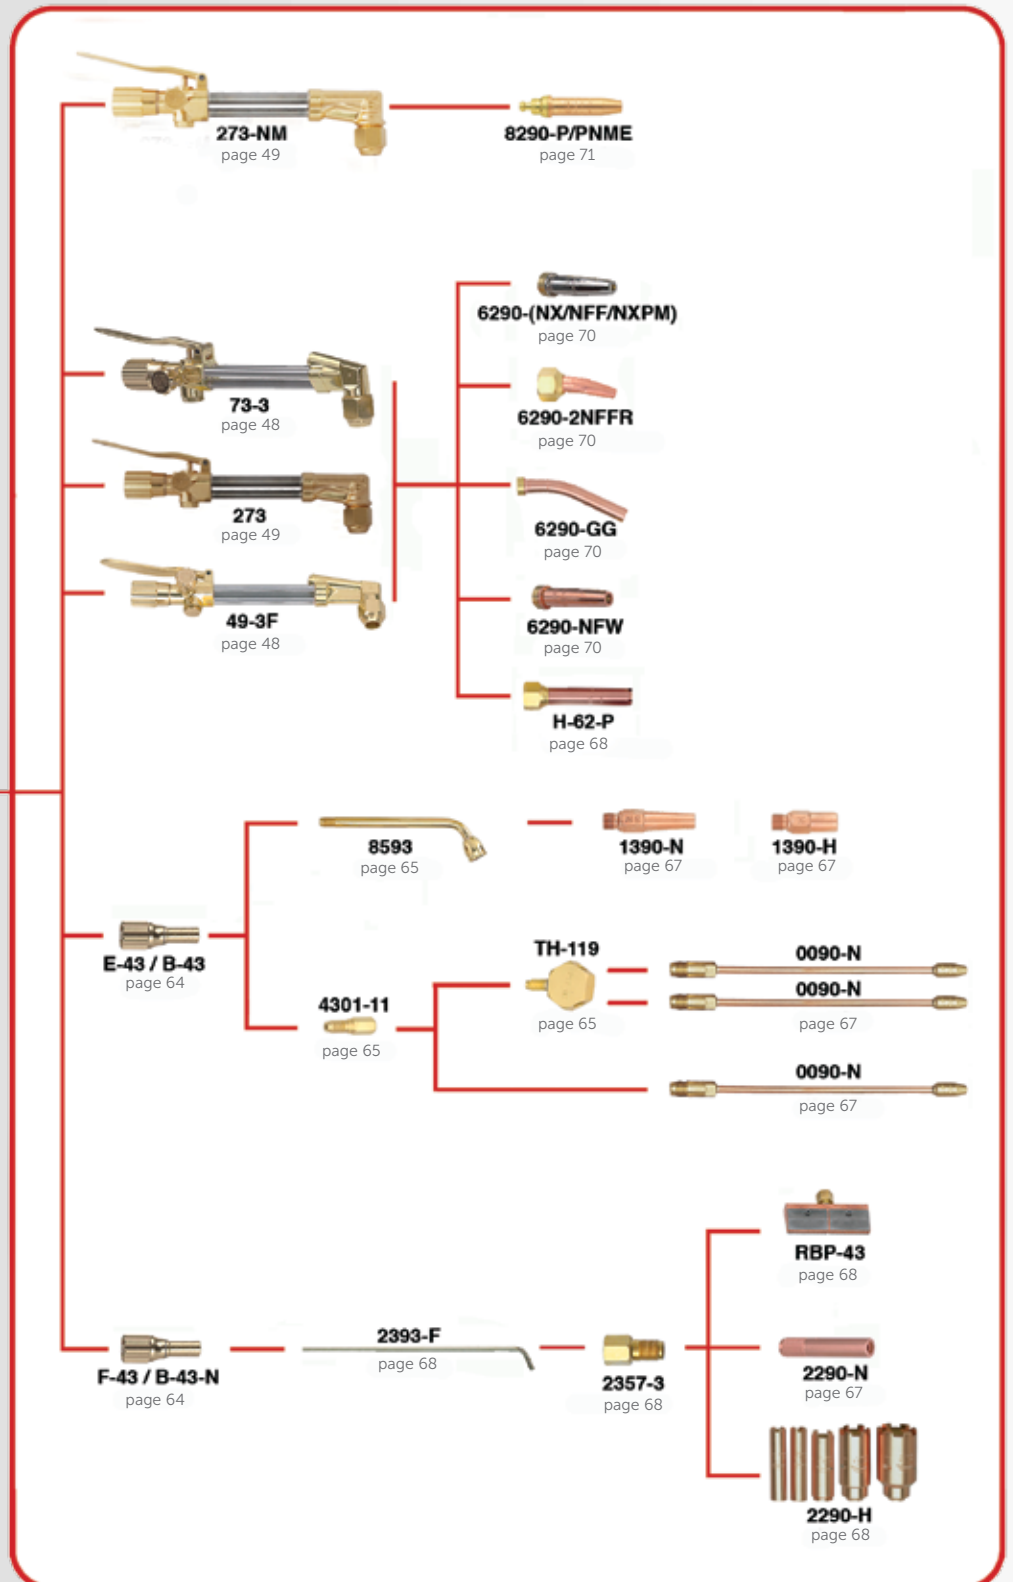 273-NM
page 49
8290-P/PNME
page 71
6290-(NX/NFF/NXPM)
page 70
73-3
page 48
6290-2NFFR
page 70
273
page 49
6290-GG
page 70
49-3F
page 48
6290-NFW
page 70
H-62-P
page 68
8593
page 65
1390-N
page 67
1390-H
page 67
E-43 / B-43
page 64
4301-11
page 65
TH-119
page 65
0090-N
0090-N
page 67
0090-N
page 67
RBP-43
page 68
F-43 / B-43-N
page 64
2393-F
page 68
2357-3
page 68
2290-N
page 67
2290-H
page 68